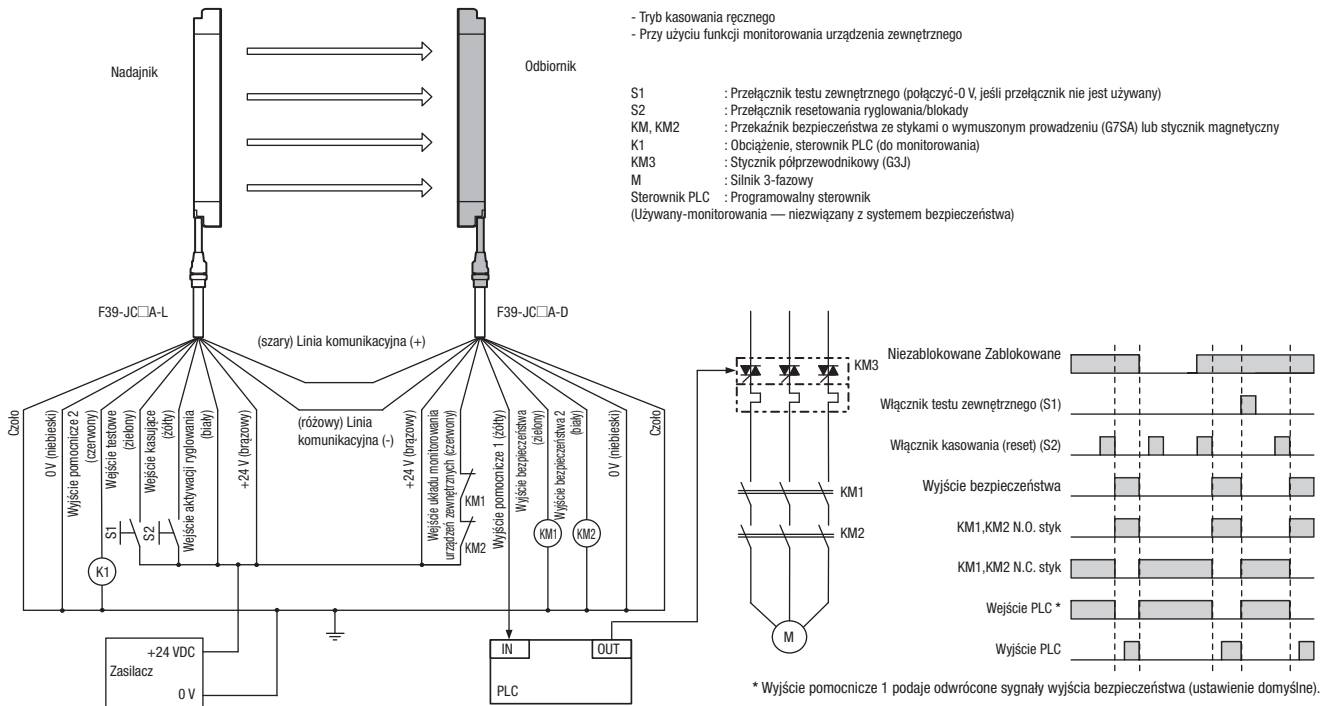 - Tryb kasowania ręcznego
- Przy użyciu funkcji monitorowania urządzenia zewnętrznego
Nadajnik
Odbiornik
S1 : Przełącznik testu zewnętrznego (połączyć-0 V, jeśli przełącznik nie jest używany)
S2 : Przełącznik resetowania ryglowania/blokady
KM, KM2 : Przekaźnik bezpieczeństwa ze stykami o wymuszonym prowadzeniu (G7SA) lub stycznik magnetyczny
K1 : Obciążenie, sterownik PLC (do monitorowania)
KM3 : Stycznik półprzewodnikowy (G3J)
M : Silnik 3-fazowy
Sterownik PLC : Programowalny sterownik
(Używany-monitorowania — niezwiązany z systemem bezpieczeństwa)
F39-JC□A-L
F39-JC□A-D
(szary) Linia komunikacyjna (+)
(różowy) Linia
komunikacyjna (-)
Czoło
0V (niebieski)
Wyjście pomocnicze 2
(czerwony)
Wejście testowe
(zielony)
Wejście kasujące
(żółty)
Wejście aktywacji ryglowania
(biały)
+24 V (brązowy)
+24 V (brązowy)
Wejście układu monitorowania
urządzeń zewnętrznych (czerwony)
Wyjście pomocnicze 1 (żółty)
Wyjście bezpieczeństwa
(zielony)
Wyjście bezpieczeństwa 2
(biały)
0V (niebieski)
Czoło
S1
S2
K1
KM1
KM2
KM1
KM2
+24 VDC
Zasilacz
0 V
IN
OUT
PLC
KM3
KM1
KM2
M
Niezablokowane Zablokowane
Włącznik testu zewnętrznego (S1)
Włącznik kasowania (reset) (S2)
Wyjście bezpieczeństwa
KM1,KM2 N.O. styk
KM1,KM2 N.C. styk
Wejście PLC *
Wyjście PLC
* Wyjście pomocnicze 1 podaje odwrócone sygnały wyjścia bezpieczeństwa (ustawienie domyślne).